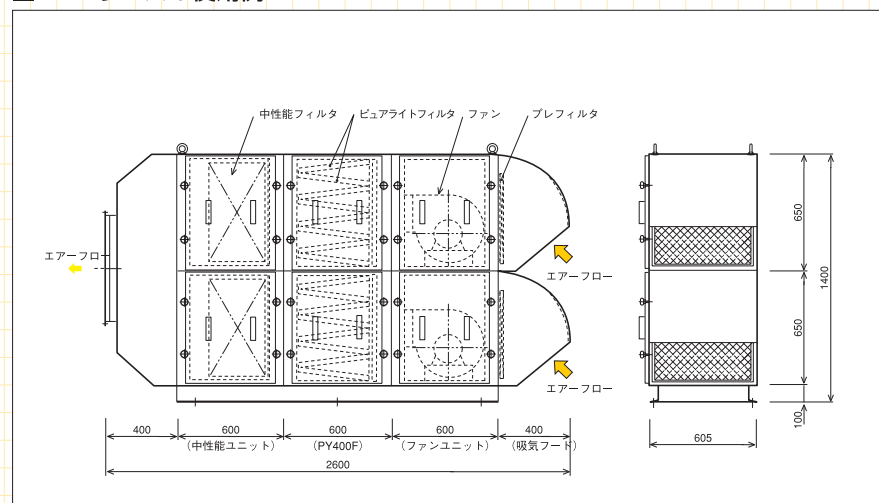 中性能フィルタ
ピュアライトフィルタ
ファン
プレフィルタ
エアーフロー
エアーフロー
エアーフロー
650
650
1400
100
400
600
600
600
400
(中性能ユニット)
(PY400F)
(ファンユニット)
(吸気フード)
2600
605